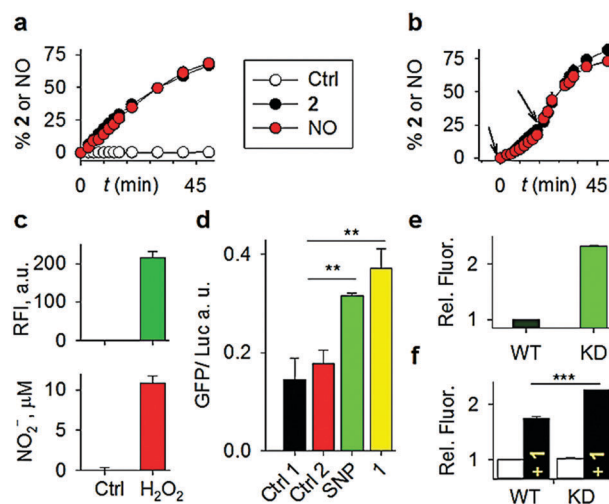 a
% 2 or NO
75
50
25
0
0
t (min)
45
Ctrl
2
NO
b
% 2 or NO
75
50
25
0
0
t (min)
45
c
RFI, a.u.
200
100
0
NO₂⁻, μM
10
5
0
Ctrl
H₂O₂
d
GFP/ Luc a. u.
0.4
0.2
0.0
**
**
Ctrl 1
Ctrl 2
SNP
1
e
Rel. Fluor.
2
1
WT
KD
f
Rel. Fluor.
2
1
***
+ 1
+ 1
WT
KD